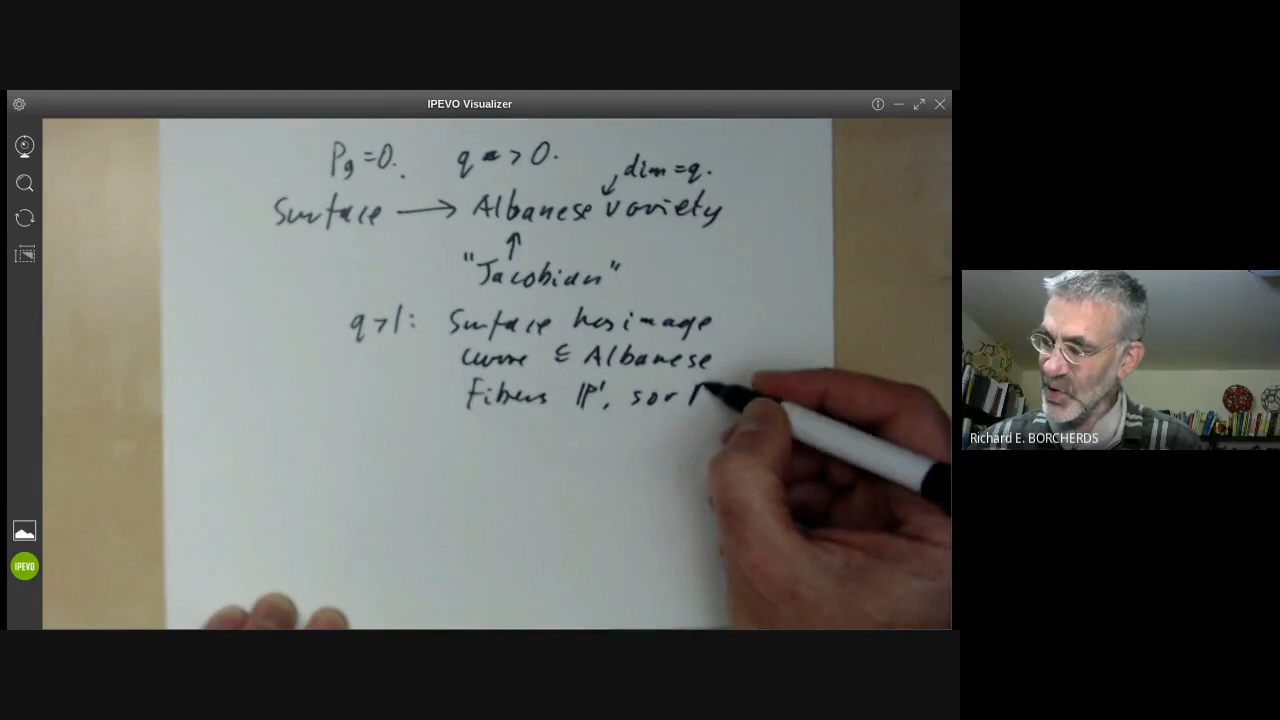 IPEVO Visualizer
Pg=0. q > 0.
dim = q.
Surface → Albanese variety
↑
"Jacobian"
q>1: Surface has image
curve ∈ Albanese
Fibers P¹, so r
Richard E. BORCHERDS
IPEVO